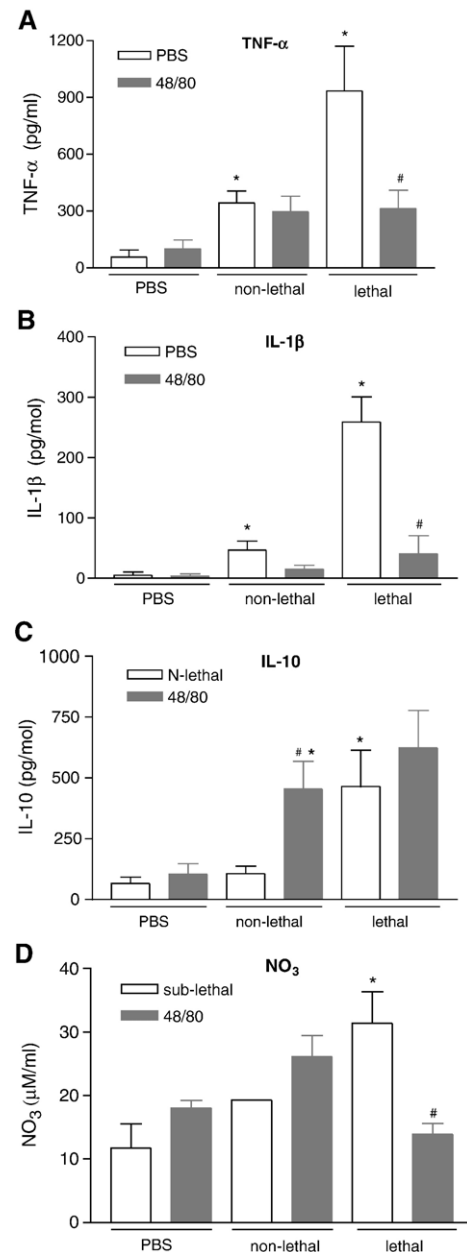 A
TNF-α
1200
900
600
300
0
TNF-α (pg/ml)
PBS
48/80
*
*
#
PBS
non-lethal
lethal
B
IL-1β
400
300
200
100
0
IL-1β (pg/mol)
PBS
48/80
*
*
#
PBS
non-lethal
lethal
C
IL-10
1000
750
500
250
0
IL-10 (pg/mol)
N-lethal
48/80
# *
*
PBS
non-lethal
lethal
D
NO₃
40
30
20
10
0
NO₃ (μM/ml)
sub-lethal
48/80
*
#
PBS
non-lethal
lethal